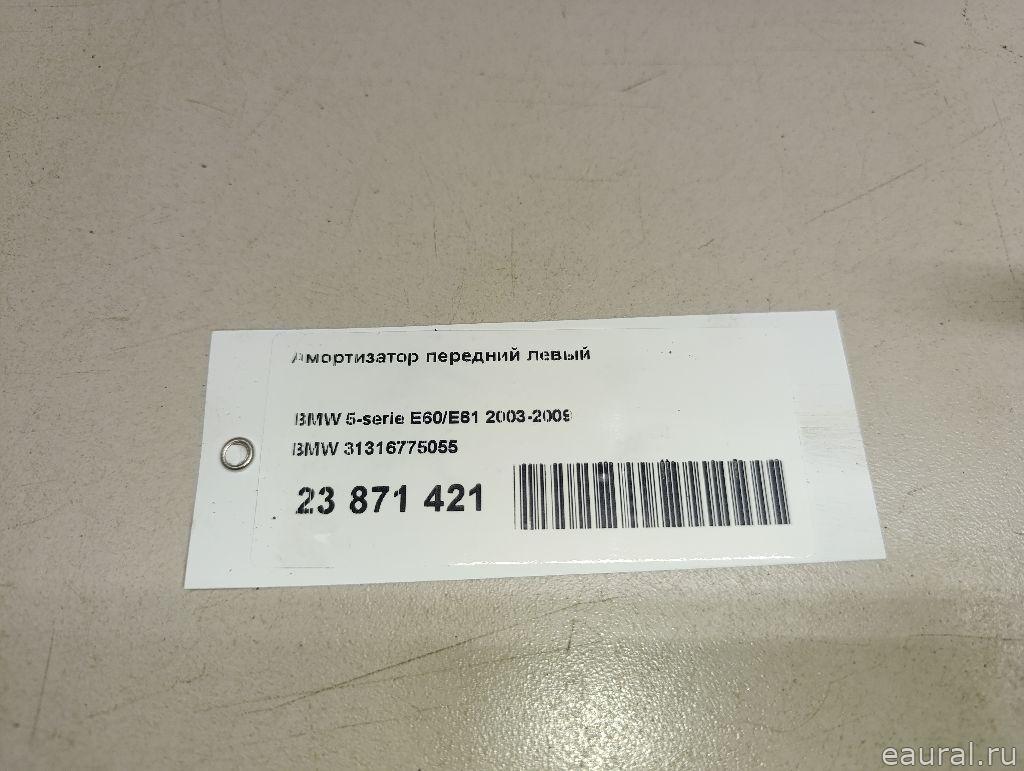 Амортизатор передний левый
BMW 5-serie E60/E61 2003-2009
BMW 31316775055
23 871 421
eaural.ru